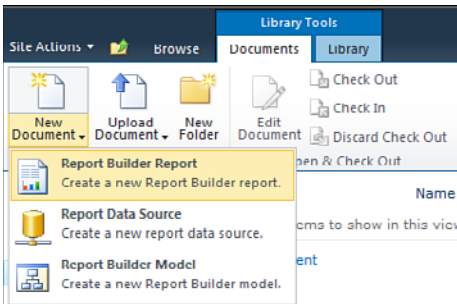 Library Tools
Site Actions Browse Documents Library
New Document Upload Document New Folder Edit Document
Check Out
Check In
Discard Check Out
& Check Out
Report Builder Report
Create a new Report Builder report.
Name
Report Data Source
Create a new report data source.
to show in this view
Report Builder Model
Create a new Report Builder model.